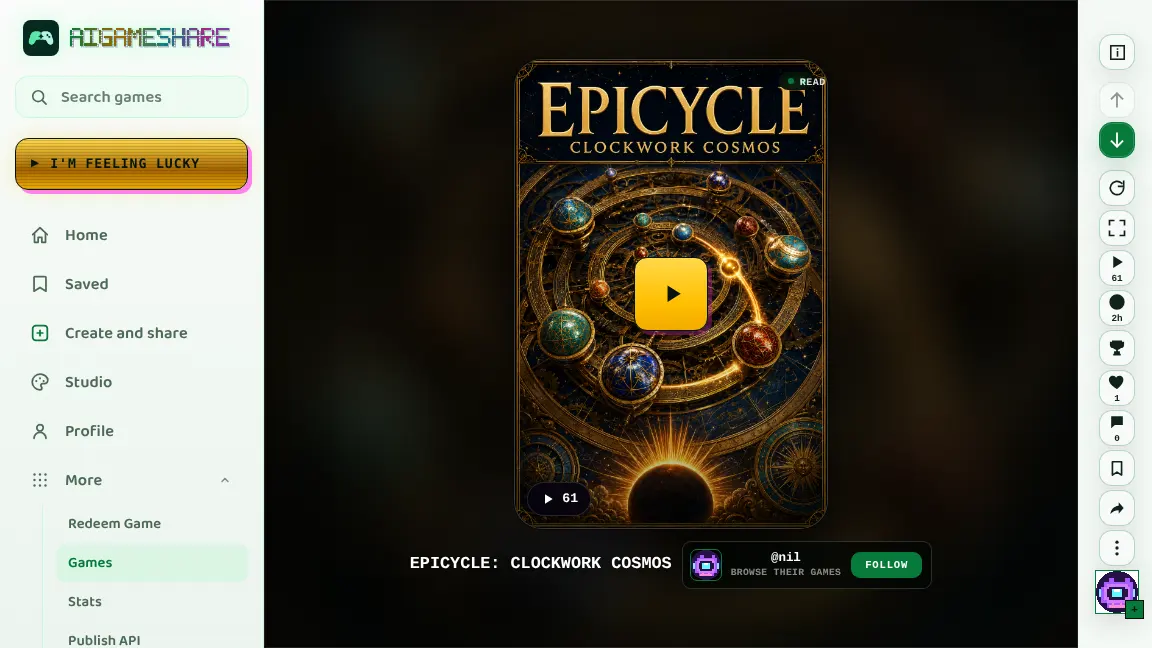 AIGAMESHARE
Search games
I'M FEELING LUCKY
Home
Saved
Create and share
Studio
Profile
More
Redeem Game
Games
Stats
Publish API
READ
EPICYCLE
CLOCKWORK COSMOS
61
EPICYCLE: CLOCKWORK COSMOS
@nil
BROWSE THEIR GAMES
FOLLOW
61
2h
1
0